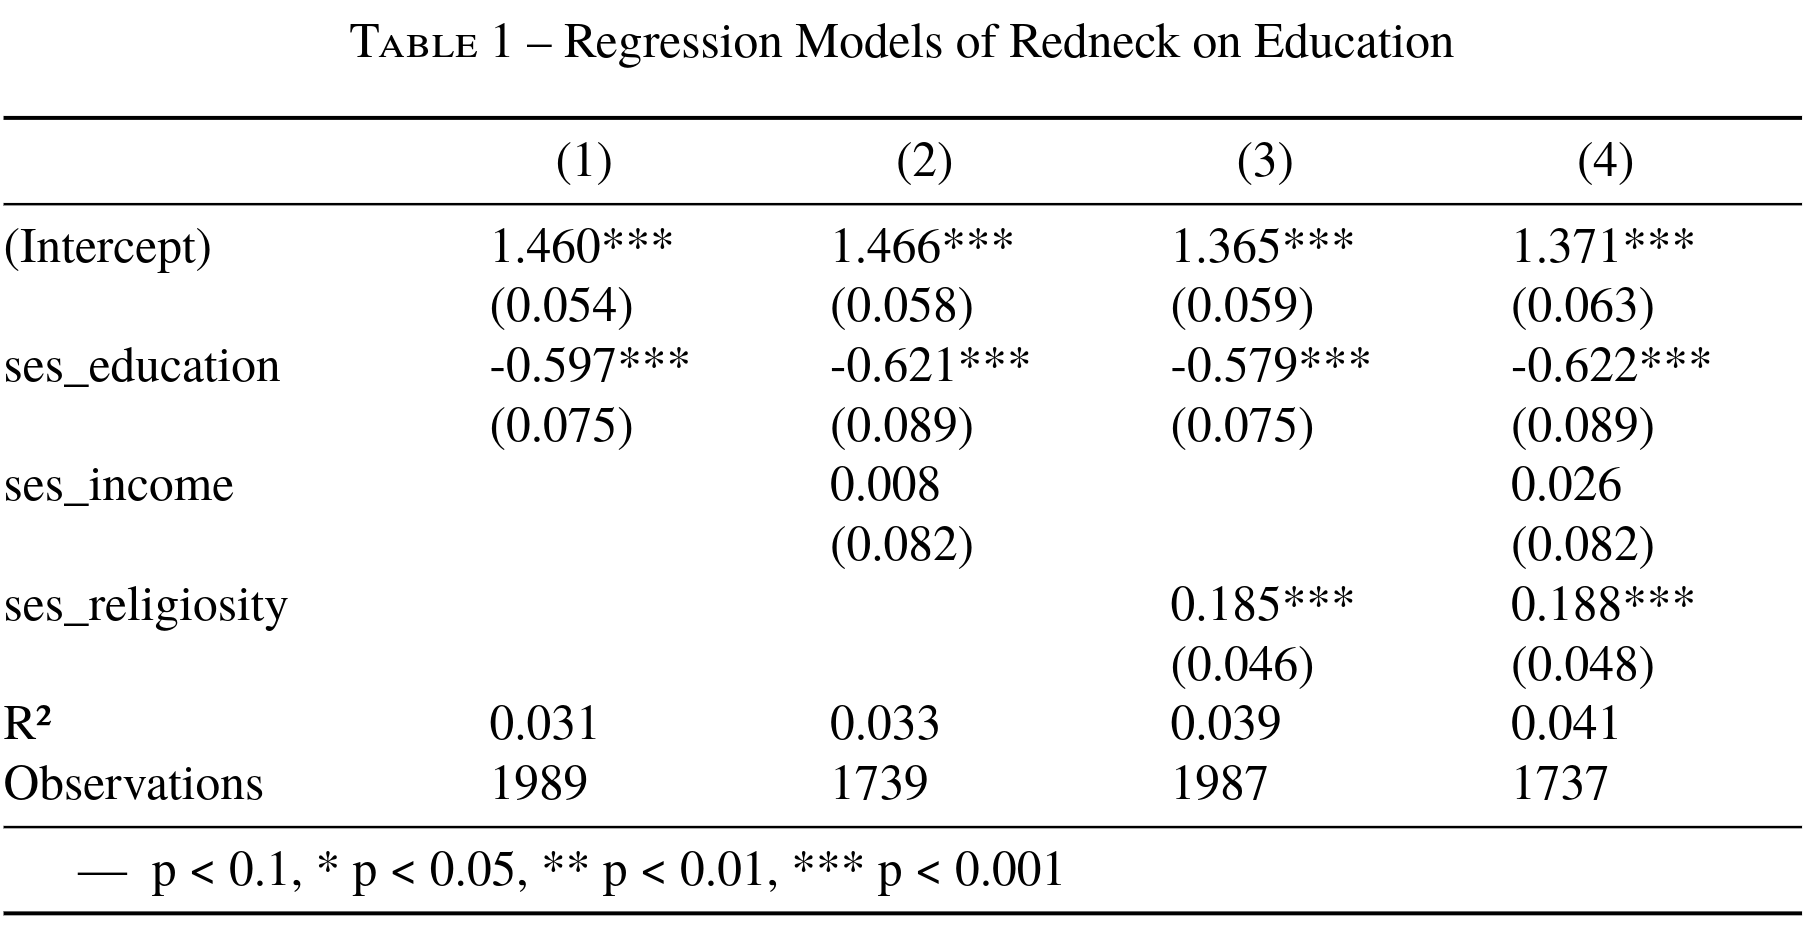 TABLE 1 – Regression Models of Redneck on Education
(1) (2) (3) (4)
(Intercept) 1.460*** 1.466*** 1.365*** 1.371***
(0.054) (0.058) (0.059) (0.063)
ses_education -0.597*** -0.621*** -0.579*** -0.622***
(0.075) (0.089) (0.075) (0.089)
ses_income 0.008 0.026
(0.082) (0.082)
ses_religiosity 0.185*** 0.188***
(0.046) (0.048)
R² 0.031 0.033 0.039 0.041
Observations 1989 1739 1987 1737
— p < 0.1, * p < 0.05, ** p < 0.01, *** p < 0.001